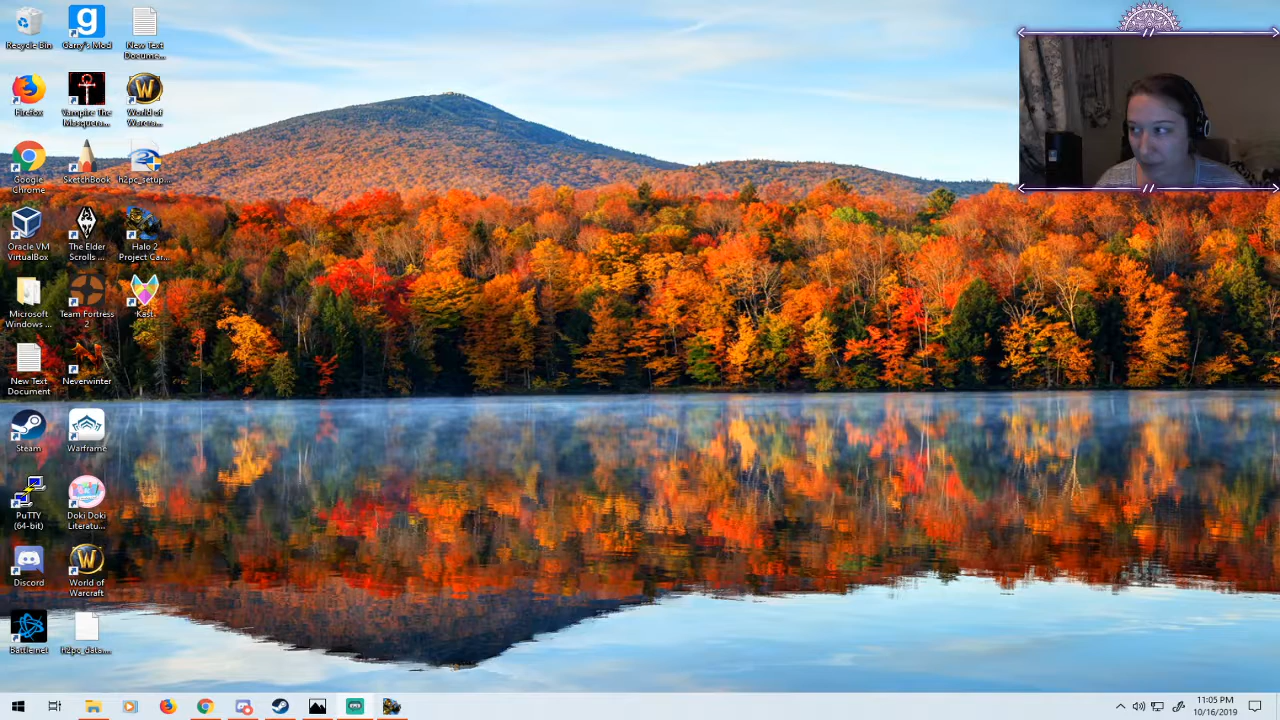 Recycle Bin
Garry's Mod
New Text
Docume...
Firefox
Vampire The
Masquera...
World of
Warcra...
Google
Chrome
SketchBook
h2pc_setup...
Oracle VM
VirtualBox
The Elder
Scrolls ...
Halo 2
Project Car...
Microsoft
Windows ...
Team Fortress
2
Kast
New Text
Document
Neverwinter
Steam
Warframe
PuTTY
(64-bit)
Doki Doki
Literatu...
Discord
World of
Warcraft
Battle.net
h2pc_data....
11:05 PM
10/16/2019